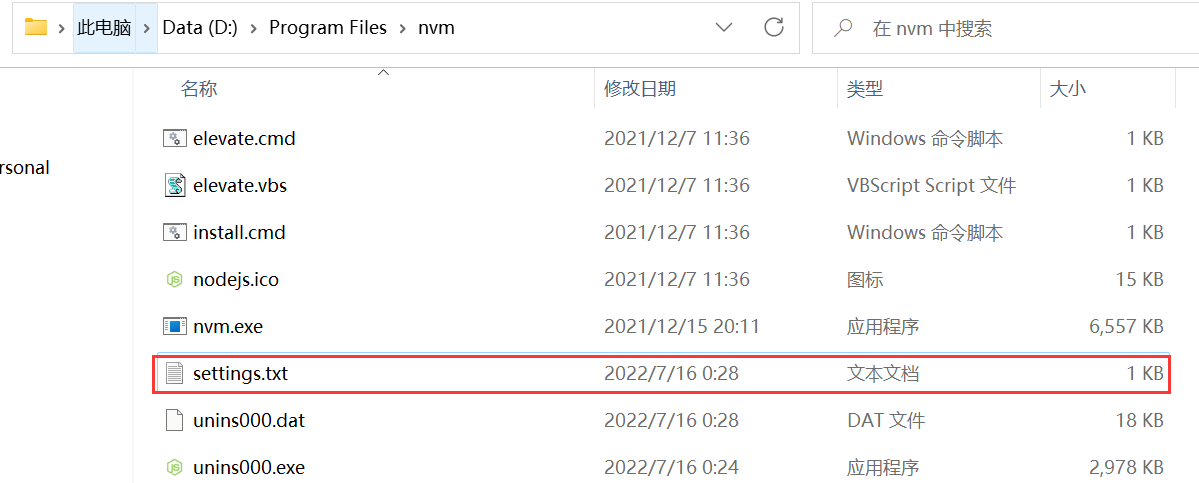 此电脑 › Data (D:) › Program Files › nvm
在 nvm 中搜索
名称 修改日期 类型 大小
rsonal
elevate.cmd 2021/12/7 11:36 Windows 命令脚本 1 KB
elevate.vbs 2021/12/7 11:36 VBScript Script 文件 1 KB
install.cmd 2021/12/7 11:36 Windows 命令脚本 1 KB
nodejs.ico 2021/12/7 11:36 图标 15 KB
nvm.exe 2021/12/15 20:11 应用程序 6,557 KB
settings.txt 2022/7/16 0:28 文本文档 1 KB
unins000.dat 2022/7/16 0:28 DAT 文件 18 KB
unins000.exe 2022/7/16 0:24 应用程序 2,978 KB